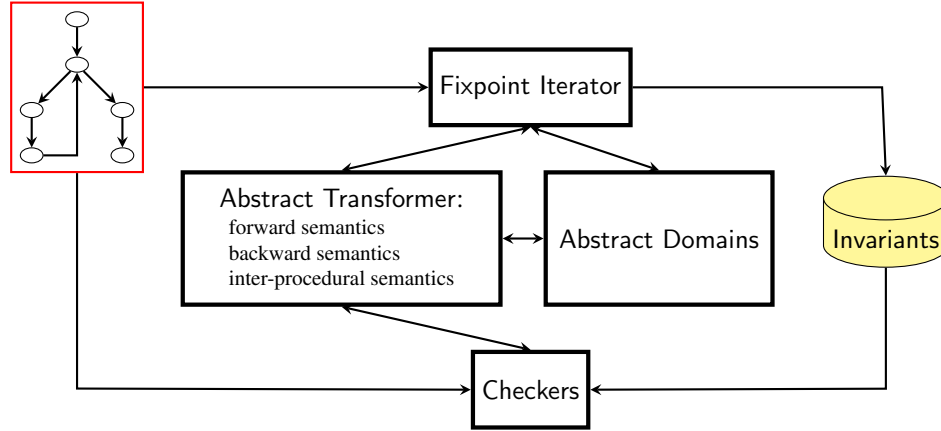 Fixpoint Iterator
Abstract Transformer:
forward semantics
backward semantics
inter-procedural semantics
Abstract Domains
Invariants
Checkers